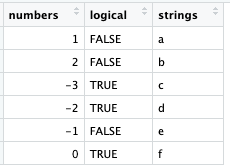 numbers logical strings
1 FALSE a
2 FALSE b
-3 TRUE c
-2 TRUE d
-1 FALSE e
0 TRUE f